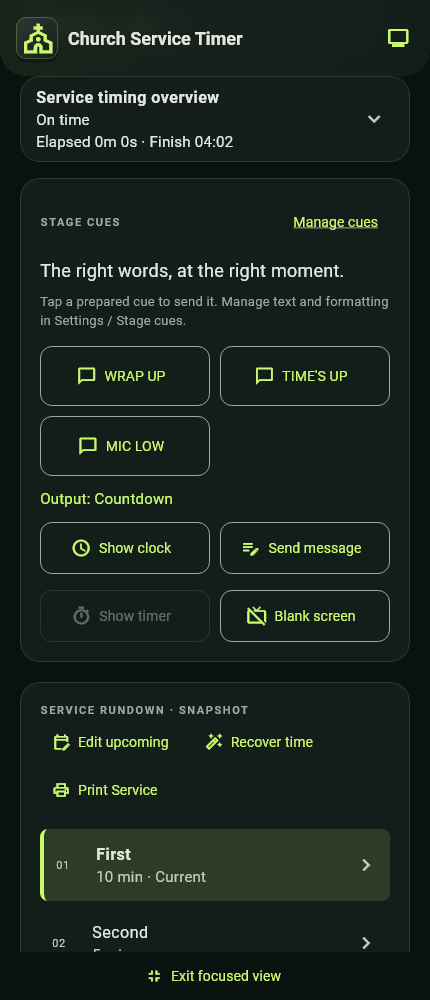 Church Service Timer
Service timing overview
On time
Elapsed 0m 0s · Finish 04:02
STAGE CUES
Manage cues
The right words, at the right moment.
Tap a prepared cue to send it. Manage text and formatting
in Settings / Stage cues.
WRAP UP
TIME'S UP
MIC LOW
Output: Countdown
Show clock
Send message
Show timer
Blank screen
SERVICE RUNDOWN · SNAPSHOT
Edit upcoming
Recover time
Print Service
01
First
10 min · Current
02
Second
Exit focused view